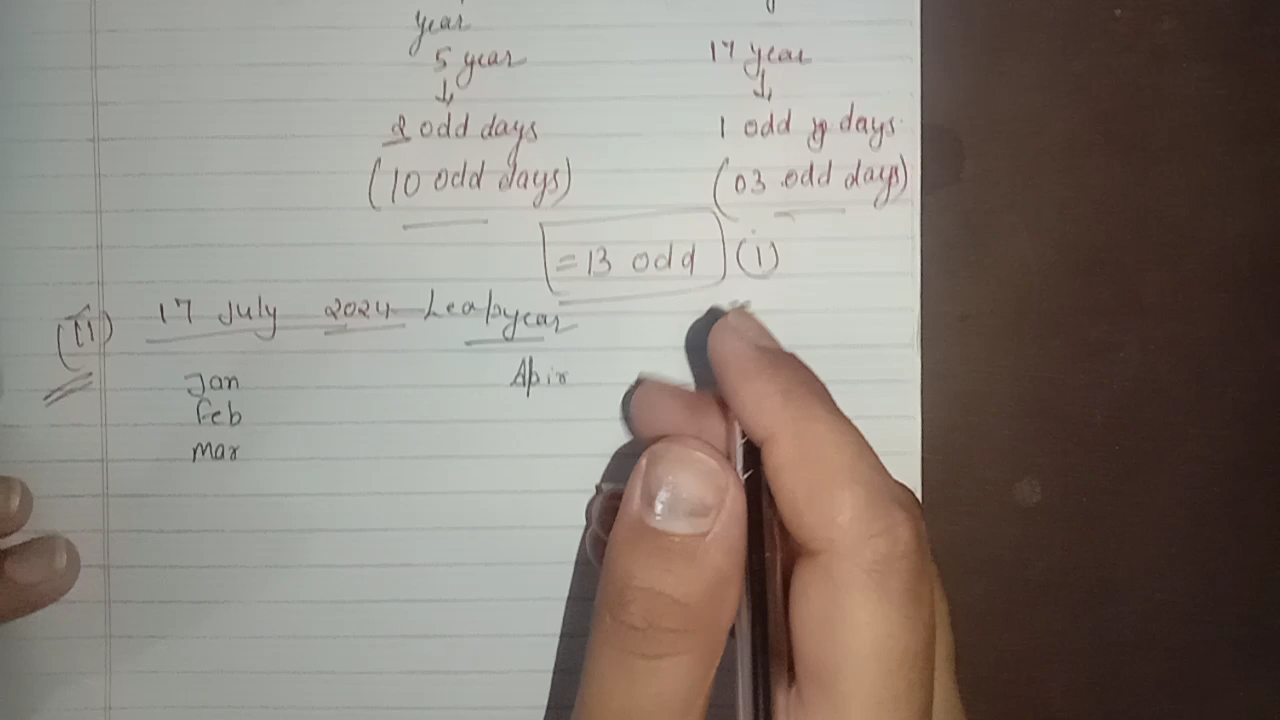 year
5 year
17 year
2 odd days
1 odd days
(10 odd days)
(03 odd days)
=13 odd (i)
(ii) 17 July 2024 Leapyear
Jan
Apir
Feb
Mar